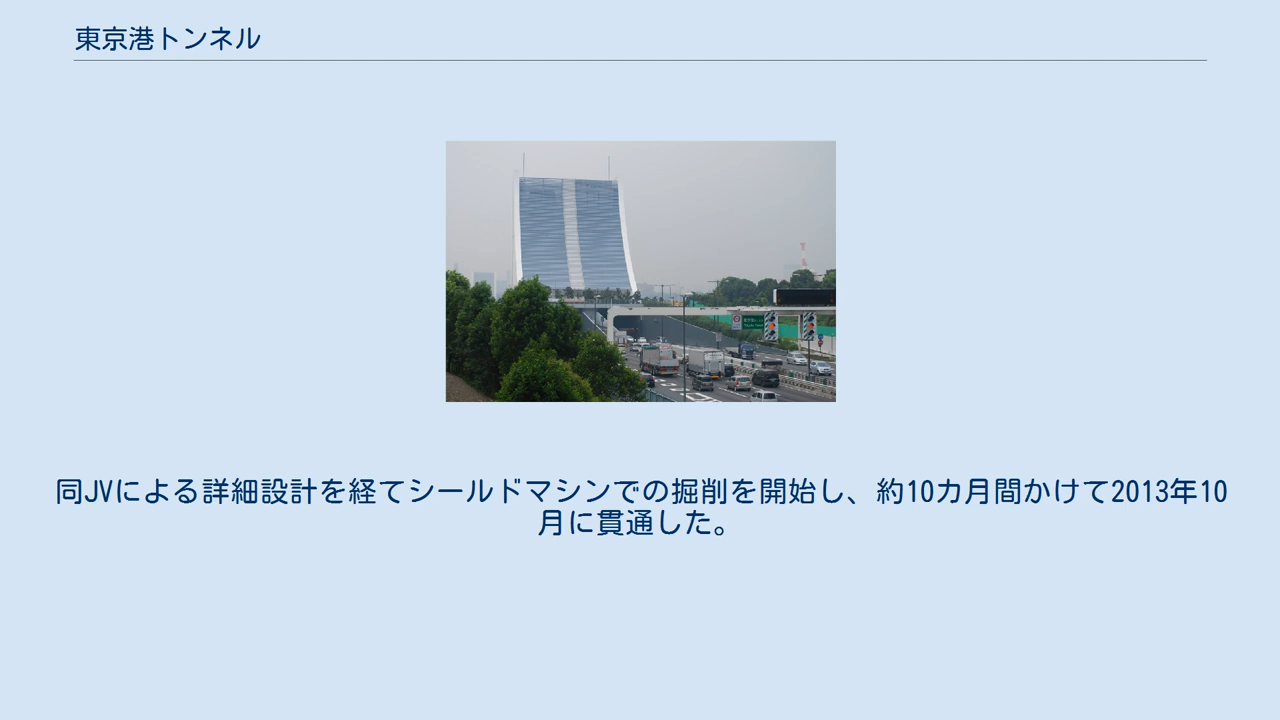 東京港トンネル
同JVによる詳細設計を経てシールドマシンでの掘削を開始し、約10カ月間かけて2013年10
月に貫通した。